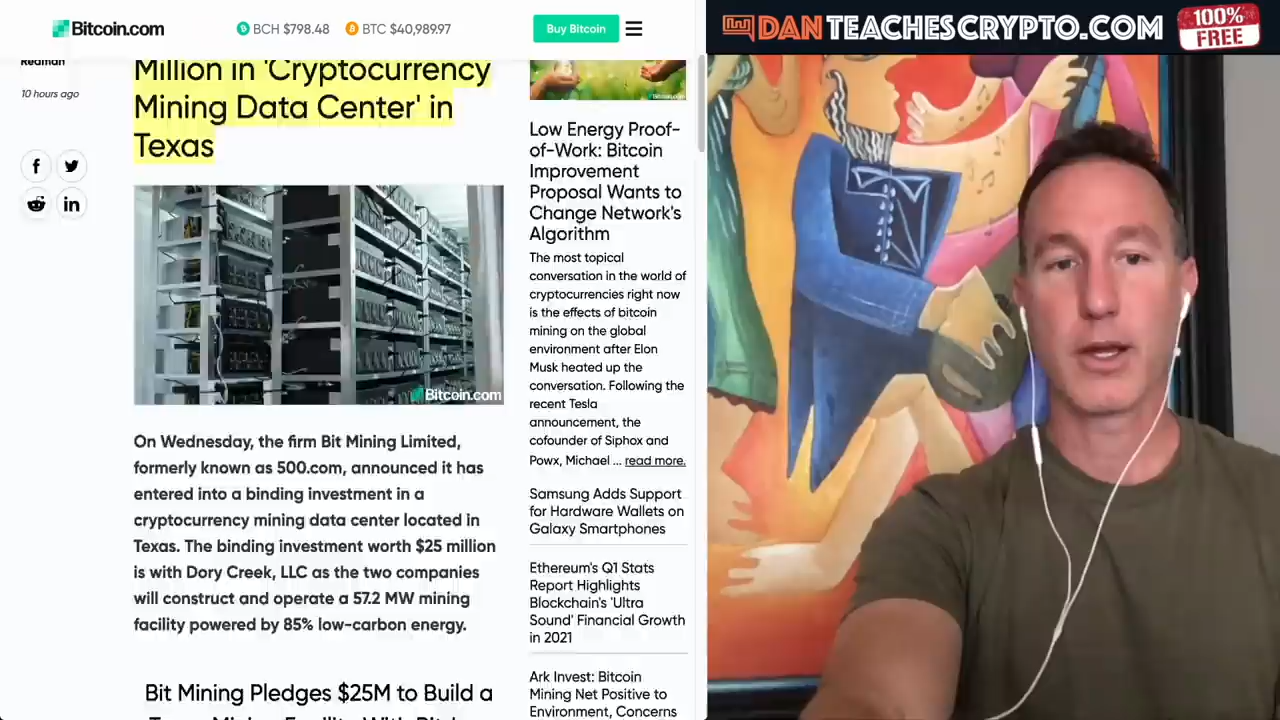 Bitcoin.com
BCH $798.48
BTC $40,989.97
Buy Bitcoin
DANTEACHESCRYPTO.COM
100%
FREE
Redman
10 hours ago
Million in 'Cryptocurrency
Mining Data Center' in
Texas
Bitcoin.com
On Wednesday, the firm Bit Mining Limited,
formerly known as 500.com, announced it has
entered into a binding investment in a
cryptocurrency mining data center located in
Texas. The binding investment worth $25 million
is with Dory Creek, LLC as the two companies
will construct and operate a 57.2 MW mining
facility powered by 85% low-carbon energy.
Bit Mining Pledges $25M to Build a
Bitcoin.com
Low Energy Proof-
of-Work: Bitcoin
Improvement
Proposal Wants to
Change Network's
Algorithm
The most topical
conversation in the world of
cryptocurrencies right now
is the effects of bitcoin
mining on the global
environment after Elon
Musk heated up the
conversation. Following the
recent Tesla
announcement, the
cofounder of Siphox and
Powx, Michael ... read more.
Samsung Adds Support
for Hardware Wallets on
Galaxy Smartphones
Ethereum's Q1 Stats
Report Highlights
Blockchain's 'Ultra
Sound' Financial Growth
in 2021
Ark Invest: Bitcoin
Mining Net Positive to
Environment, Concerns